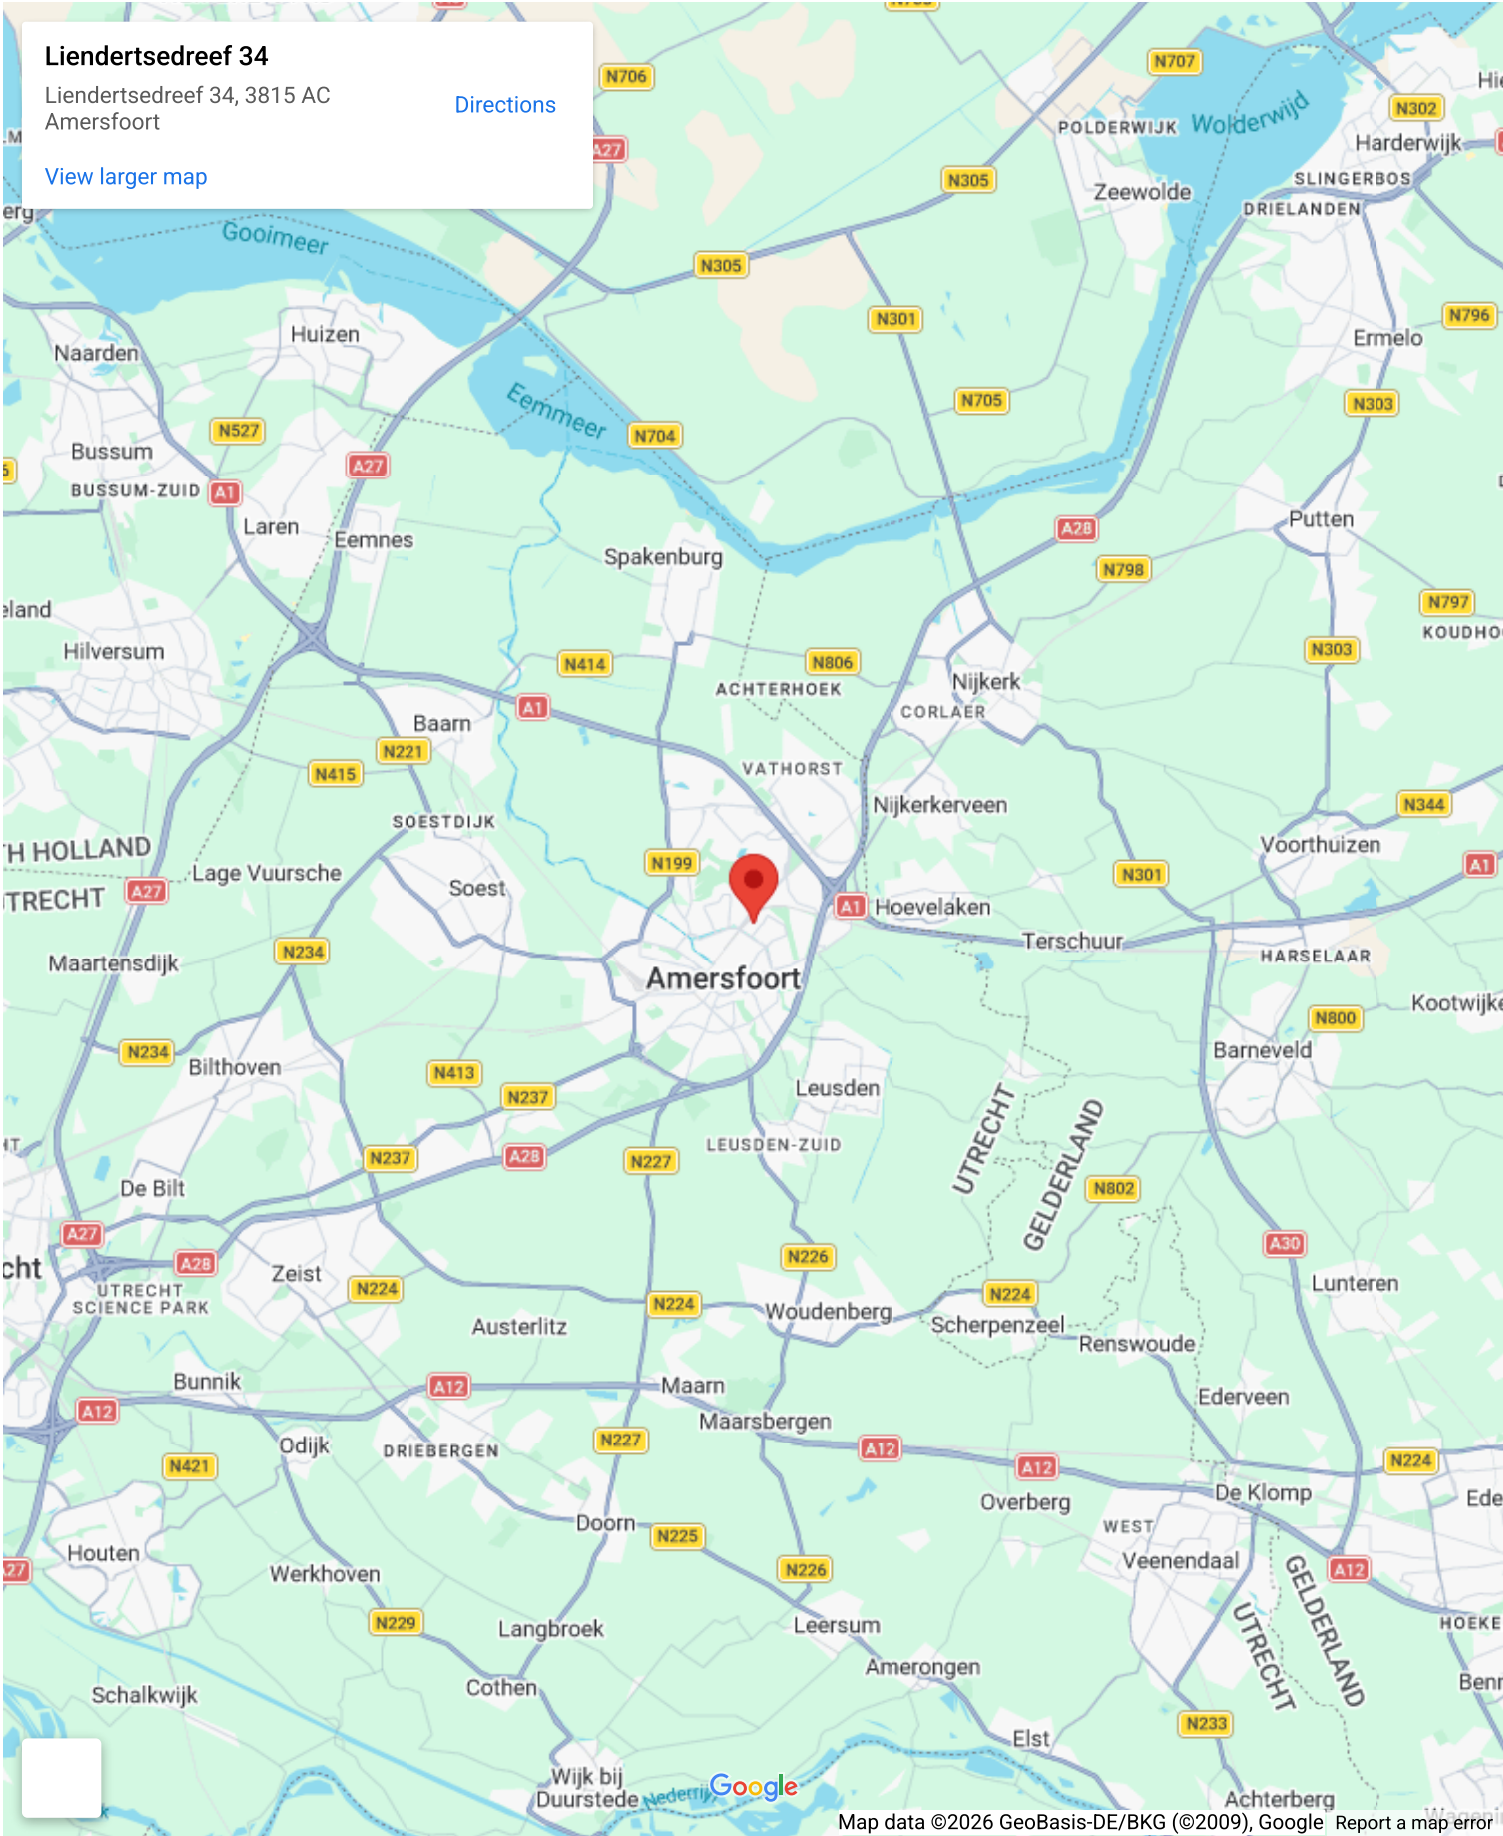 Liendertsedreef 34
Liendertsedreef 34, 3815 AC
Amersfoort
Directions
View larger map
N706
N707
A27
POLDERWIJK
Wolderwijd
N302
Harderwijk
SLINGERBOS
N305
Zeewolde
DRIELANDEN
Gooimeer
N305
N301
N796
Huizen
Ermelo
Naarden
Eemmeer
N705
N303
N527
N704
Bussum
A27
BUSSUM-ZUID
A1
Laren
Eemnes
Putten
A28
Spakenburg
N798
N797
Hilversum
N414
N806
N303
Nijkerk
ACHTERHOEK
A1
CORLAER
Baarn
N221
N415
VATHORST
Nijkerkerveen
N344
SOESTDIJK
Voorthuizen
N199
A1
Lage Vuursche
N301
A27
Soest
A1
Hoevelaken
Terschuur
N234
HARSELAAR
Maartensdijk
Amersfoort
N800
N234
Barneveld
Bilthoven
N413
Leusden
N237
UTRECHT
GELDERLAND
LEUSDEN-ZUID
N237
A28
N227
De Bilt
N802
A27
A28
N226
A30
Zeist
N224
UTRECHT
SCIENCE PARK
Lunteren
N224
N224
Woudenberg
Austerlitz
Scherpenzeel
Renswoude
Bunnik
A12
Maarn
Ederveen
A12
Maarsbergen
Odijk
DRIEBERGEN
N227
A12
N224
N421
A12
De Klomp
Overberg
Doorn
N225
WEST
Houten
Veenendaal
Werkhoven
N226
A12
GELDERLAND
N229
Langbroek
Leersum
UTRECHT
Amerongen
Cothen
Schalkwijk
N233
Elst
Wijk bij
Duurstede
Google
Achterberg
Map data ©2026 GeoBasis-DE/BKG (©2009), Google
Report a map error